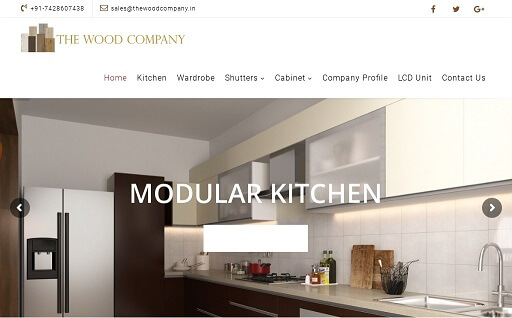 +91-7428607438 sales@thewoodcompany.in
THE WOOD COMPANY
Home Kitchen Wardrobe Shutters Cabinet Company Profile LCD Unit Contact Us
MODULAR KITCHEN